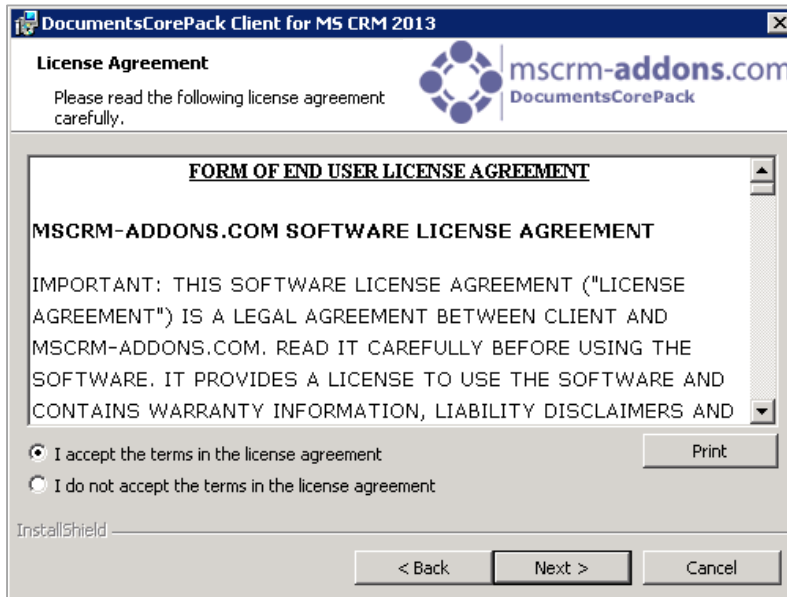 DocumentsCorePack Client for MS CRM 2013
License Agreement
Please read the following license agreement
carefully.
mscrm-addons.com
DocumentsCorePack
FORM OF END USER LICENSE AGREEMENT
MSCRM-ADDONS.COM SOFTWARE LICENSE AGREEMENT
IMPORTANT: THIS SOFTWARE LICENSE AGREEMENT ("LICENSE
AGREEMENT") IS A LEGAL AGREEMENT BETWEEN CLIENT AND
MSCRM-ADDONS.COM. READ IT CAREFULLY BEFORE USING THE
SOFTWARE. IT PROVIDES A LICENSE TO USE THE SOFTWARE AND
CONTAINS WARRANTY INFORMATION, LIABILITY DISCLAIMERS AND
I accept the terms in the license agreement
Print
I do not accept the terms in the license agreement
InstallShield
< Back
Next >
Cancel